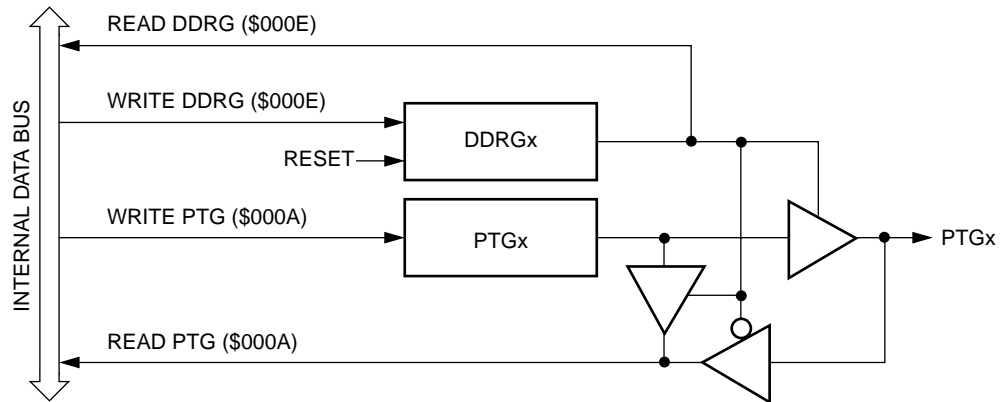 READ DDRG ($000E)
WRITE DDRG ($000E)
DDRGx
RESET
INTERNAL DATA BUS
WRITE PTG ($000A)
PTGx
PTGx
READ PTG ($000A)